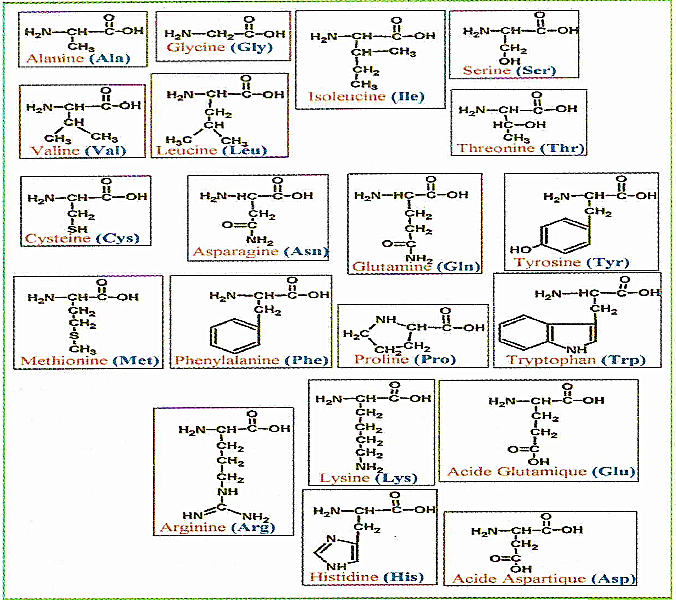 O
H₂N—CH—C—OH
CH₃
Alanine (Ala)
O
H₂N—CH₂—C—OH
Glycine (Gly)
O
H₂N—CH—C—OH
CH—CH₃
CH₂
CH₃
Isoleucine (Ile)
O
H₂N—CH—C—OH
CH₂
OH
Serine (Ser)
O
H₂N—CH—C—OH
CH
CH₃ CH₃
Valine (Val)
O
H₂N—CH—C—OH
CH₂
CH
H₃C CH₃
Leucine (Leu)
O
H₂N—CH—C—OH
CH—OH
CH₃
Threonine (Thr)
O
H₂N—CH—C—OH
CH₂
SH
Cysteine (Cys)
O
H₂N—CH—C—OH
CH₂
O=C
NH₂
Asparagine (Asn)
O
H₂N—CH—C—OH
CH₂
CH₂
O=C
NH₂
Glutamine (Gln)
O
H₂N—CH—C—OH
CH₂
HO
Tyrosine (Tyr)
O
H₂N—CH—C—OH
CH₂
CH₂
S
CH₃
Methionine (Met)
O
H₂N—CH—C—OH
CH₂
Phenylalanine (Phe)
O
NH CH—C—OH
H₂C
CH₂ CH₂
Proline (Pro)
O
H₂N—CH—C—OH
CH₂
NH
Tryptophan (Trp)
O
H₂N—CH—C—OH
CH₂
CH₂
CH₂
NH
HN=C
NH₂
Arginine (Arg)
O
H₂N—CH—C—OH
CH₂
CH₂
CH₂
CH₂
NH₂
Lysine (Lys)
O
H₂N—CH—C—OH
CH₂
CH₂
O=C
OH
Acide Glutamique (Glu)
O
H₂N—CH—C—OH
CH₂
N
NH
Histidine (His)
O
H₂N—CH—C—OH
CH₂
O=C
OH
Acide Aspartique (Asp)